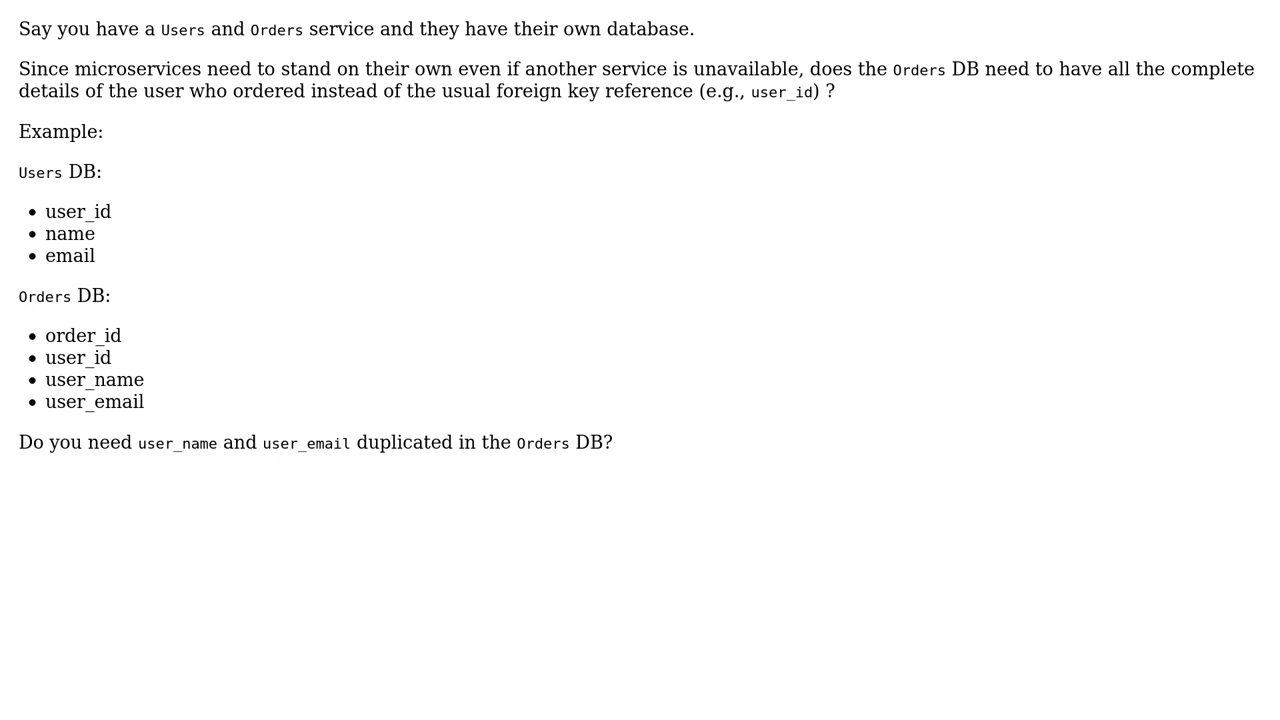 Say you have a Users and Orders service and they have their own database.
Since microservices need to stand on their own even if another service is unavailable, does the Orders DB need to have all the complete
details of the user who ordered instead of the usual foreign key reference (e.g., user_id) ?
Example:
Users DB:
• user_id
• name
• email
Orders DB:
• order_id
• user_id
• user_name
• user_email
Do you need user_name and user_email duplicated in the Orders DB?